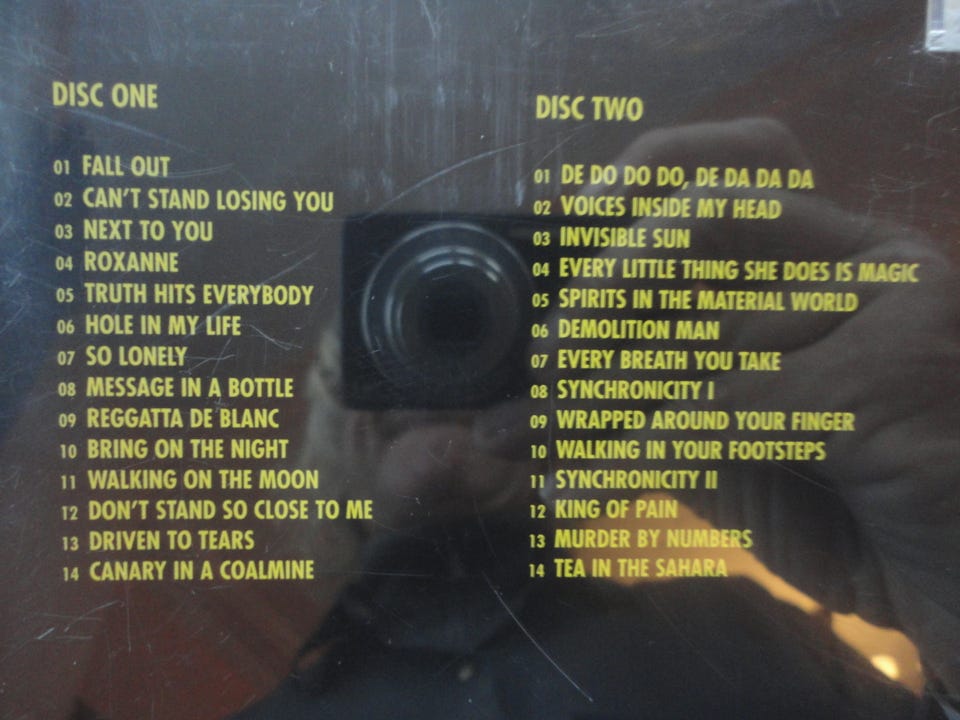 DISC ONE
01 FALL OUT
02 CAN'T STAND LOSING YOU
03 NEXT TO YOU
04 ROXANNE
05 TRUTH HITS EVERYBODY
06 HOLE IN MY LIFE
07 SO LONELY
08 MESSAGE IN A BOTTLE
09 REGGATTA DE BLANC
10 BRING ON THE NIGHT
11 WALKING ON THE MOON
12 DON'T STAND SO CLOSE TO ME
13 DRIVEN TO TEARS
14 CANARY IN A COALMINE
DISC TWO
01 DE DO DO DO, DE DA DA DA
02 VOICES INSIDE MY HEAD
03 INVISIBLE SUN
04 EVERY LITTLE THING SHE DOES IS MAGIC
05 SPIRITS IN THE MATERIAL WORLD
06 DEMOLITION MAN
07 EVERY BREATH YOU TAKE
08 SYNCHRONICITY I
09 WRAPPED AROUND YOUR FINGER
10 WALKING IN YOUR FOOTSTEPS
11 SYNCHRONICITY II
12 KING OF PAIN
13 MURDER BY NUMBERS
14 TEA IN THE SAHARA